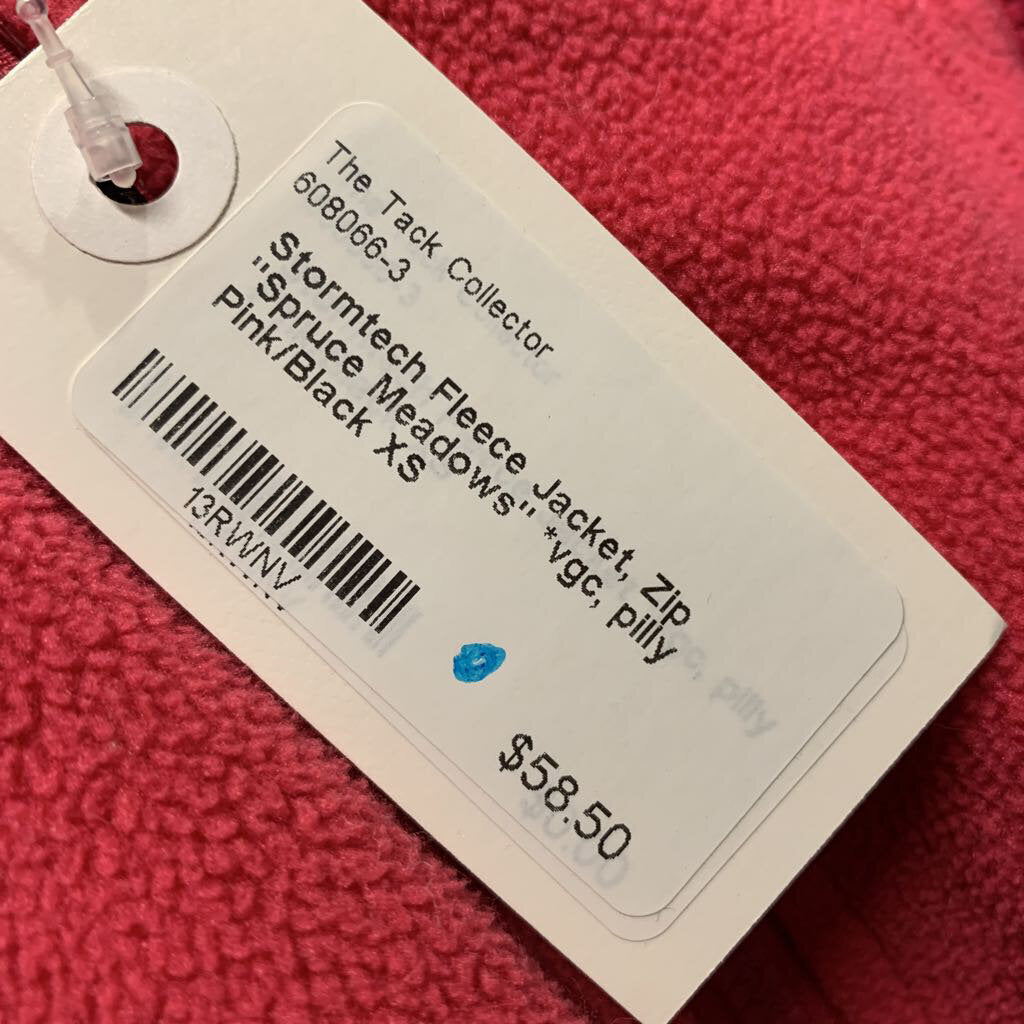 The Tack Collector
608066-3
Stormtech Fleece Jacket, Zip
"Spruce Meadows" *vgc, pilly
Pink/Black XS
13RWNV
$58.50